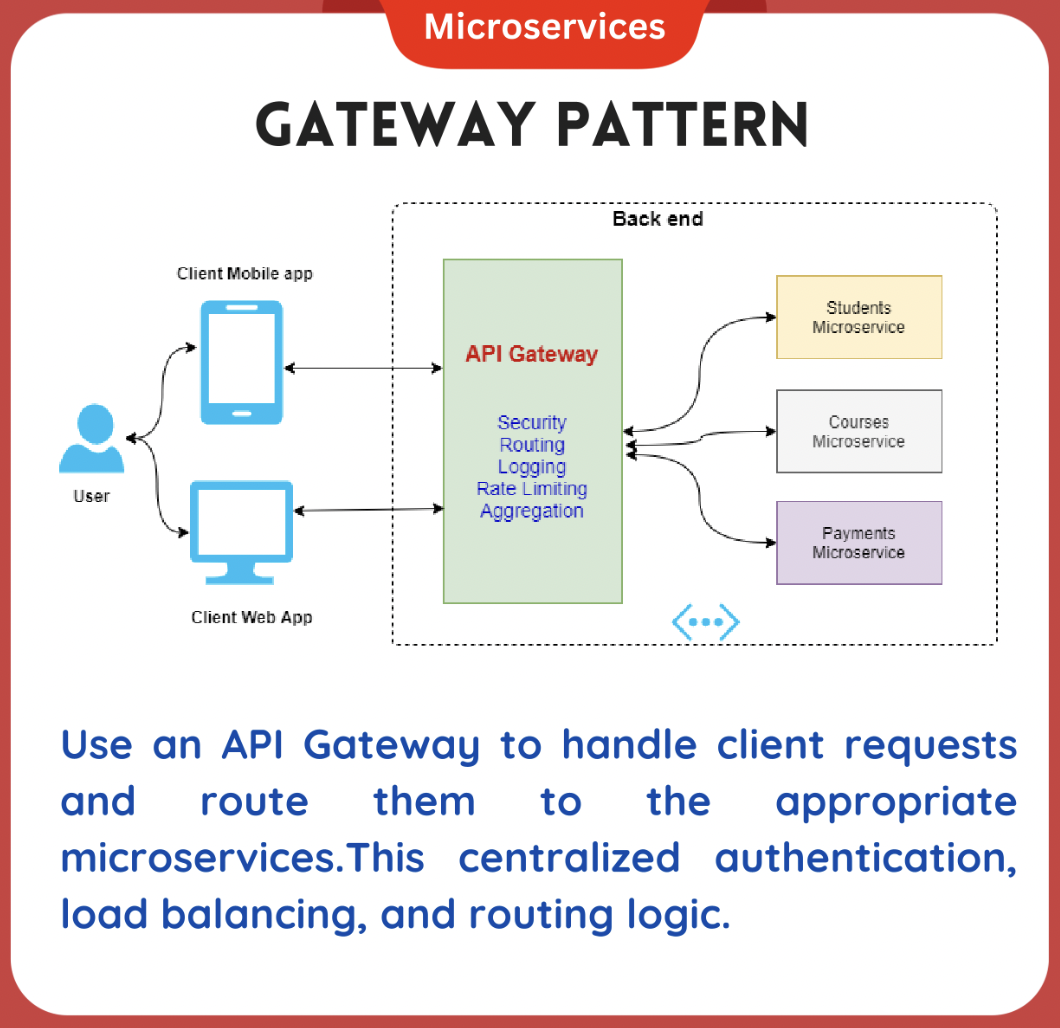 Microservices
GATEWAY PATTERN
Back end
Client Mobile app
API Gateway
Security
Routing
Logging
Rate Limiting
Aggregation
Students
Microservice
Courses
Microservice
Payments
Microservice
User
Client Web App
Use an API Gateway to handle client requests
and route them to the appropriate
microservices.This centralized authentication,
load balancing, and routing logic.